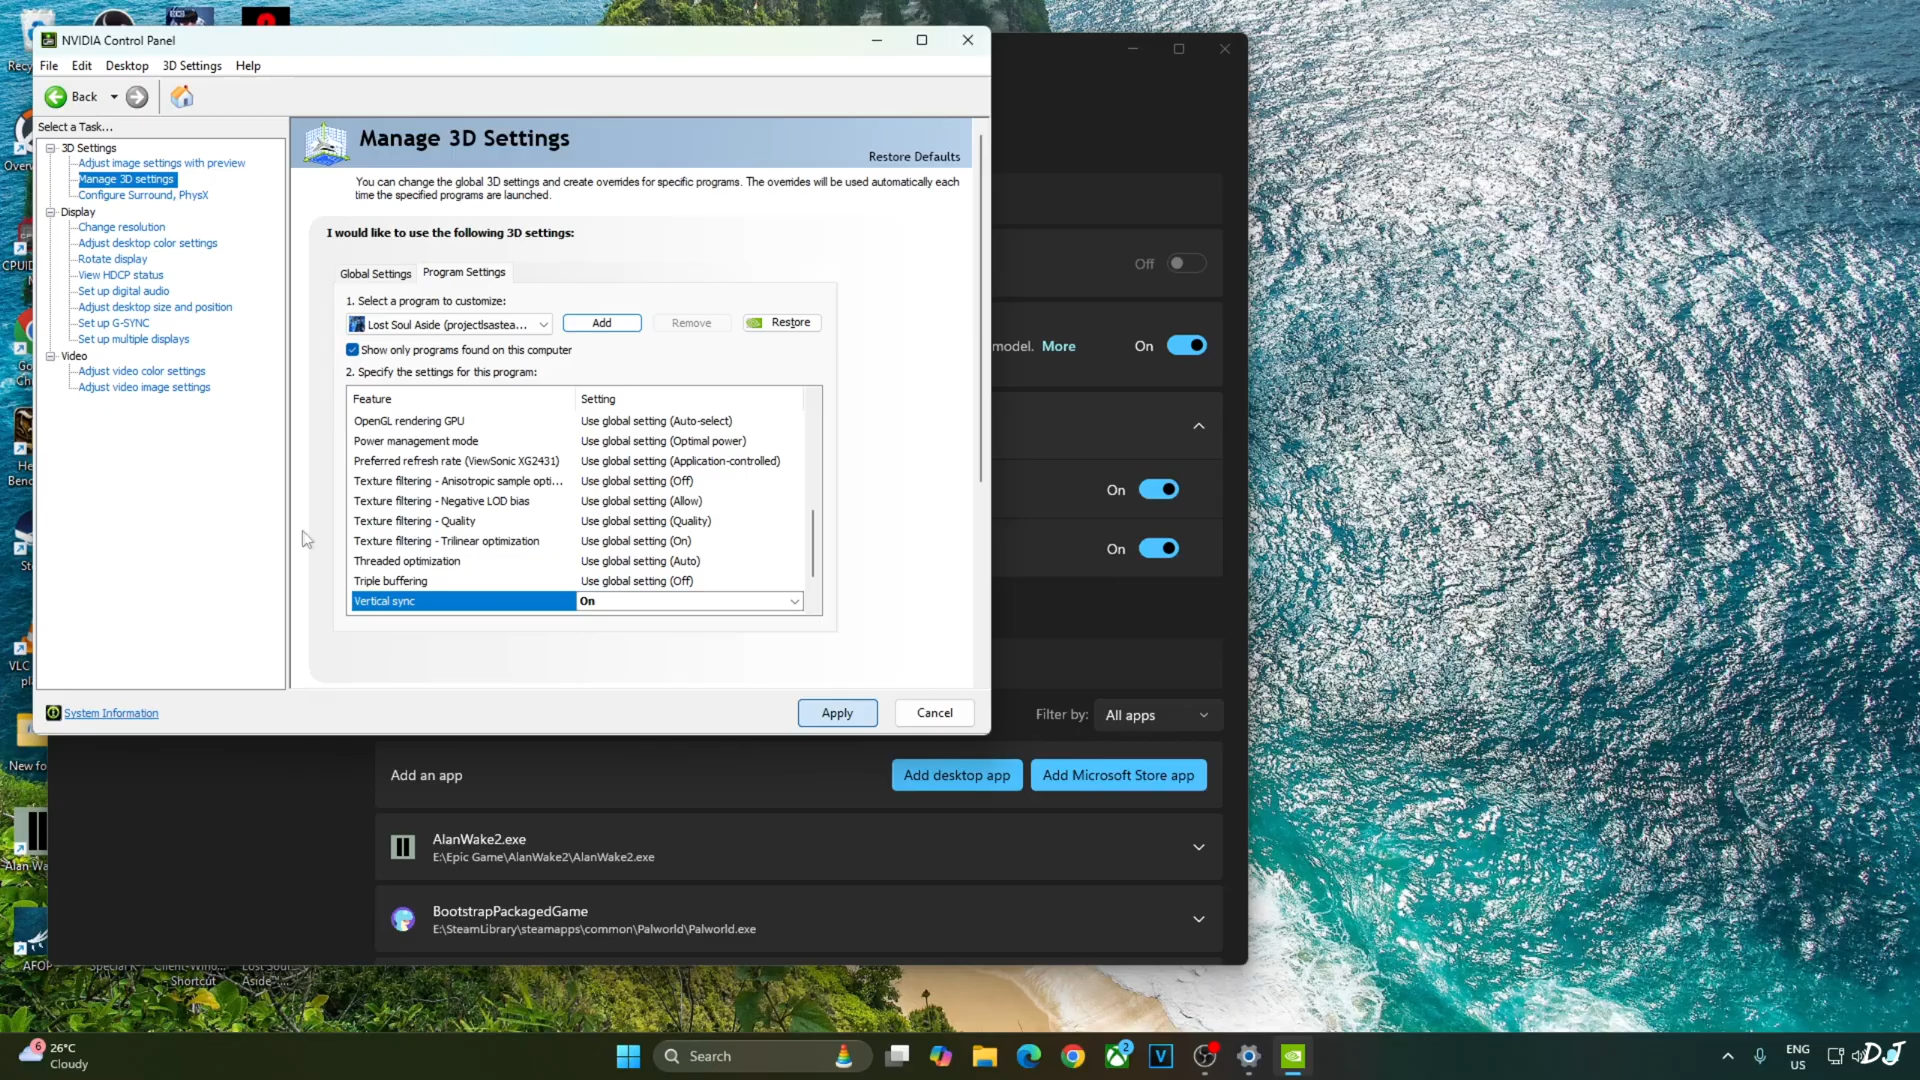 NVIDIA Control Panel
File Edit Desktop 3D Settings Help
Back
Select a Task...
3D Settings
Adjust image settings with preview
Manage 3D settings
Configure Surround, PhysX
Display
Change resolution
Adjust desktop color settings
Rotate display
View HDCP status
Set up digital audio
Adjust desktop size and position
Set up G-SYNC
Set up multiple displays
Video
Adjust video color settings
Adjust video image settings
System Information
Manage 3D Settings
Restore Defaults
You can change the global 3D settings and create overrides for specific programs. The overrides will be used automatically each
time the specified programs are launched.
I would like to use the following 3D settings:
Global Settings Program Settings
1. Select a program to customize:
Lost Soul Aside (projectlsastea... Add Remove Restore
Show only programs found on this computer
2. Specify the settings for this program:
Feature Setting
OpenGL rendering GPU Use global setting (Auto-select)
Power management mode Use global setting (Optimal power)
Preferred refresh rate (ViewSonic XG2431) Use global setting (Application-controlled)
Texture filtering - Anisotropic sample opti... Use global setting (Off)
Texture filtering - Negative LOD bias Use global setting (Allow)
Texture filtering - Quality Use global setting (Quality)
Texture filtering - Trilinear optimization Use global setting (On)
Threaded optimization Use global setting (Auto)
Triple buffering Use global setting (Off)
Vertical sync On
Apply Cancel
Off
model. More On
On
On
Filter by: All apps
Add an app Add desktop app Add Microsoft Store app
AlanWake2.exe
E:\Epic Game\AlanWake2\AlanWake2.exe
BootstrapPackagedGame
E:\SteamLibrary\steamapps\common\Palworld\Palworld.exe
CPUID
VLC
New fo
Alan Wa
AFOP
Shortcut
Aside™...
6
26°C
Cloudy
Search
2
V
ENG
US
DJ